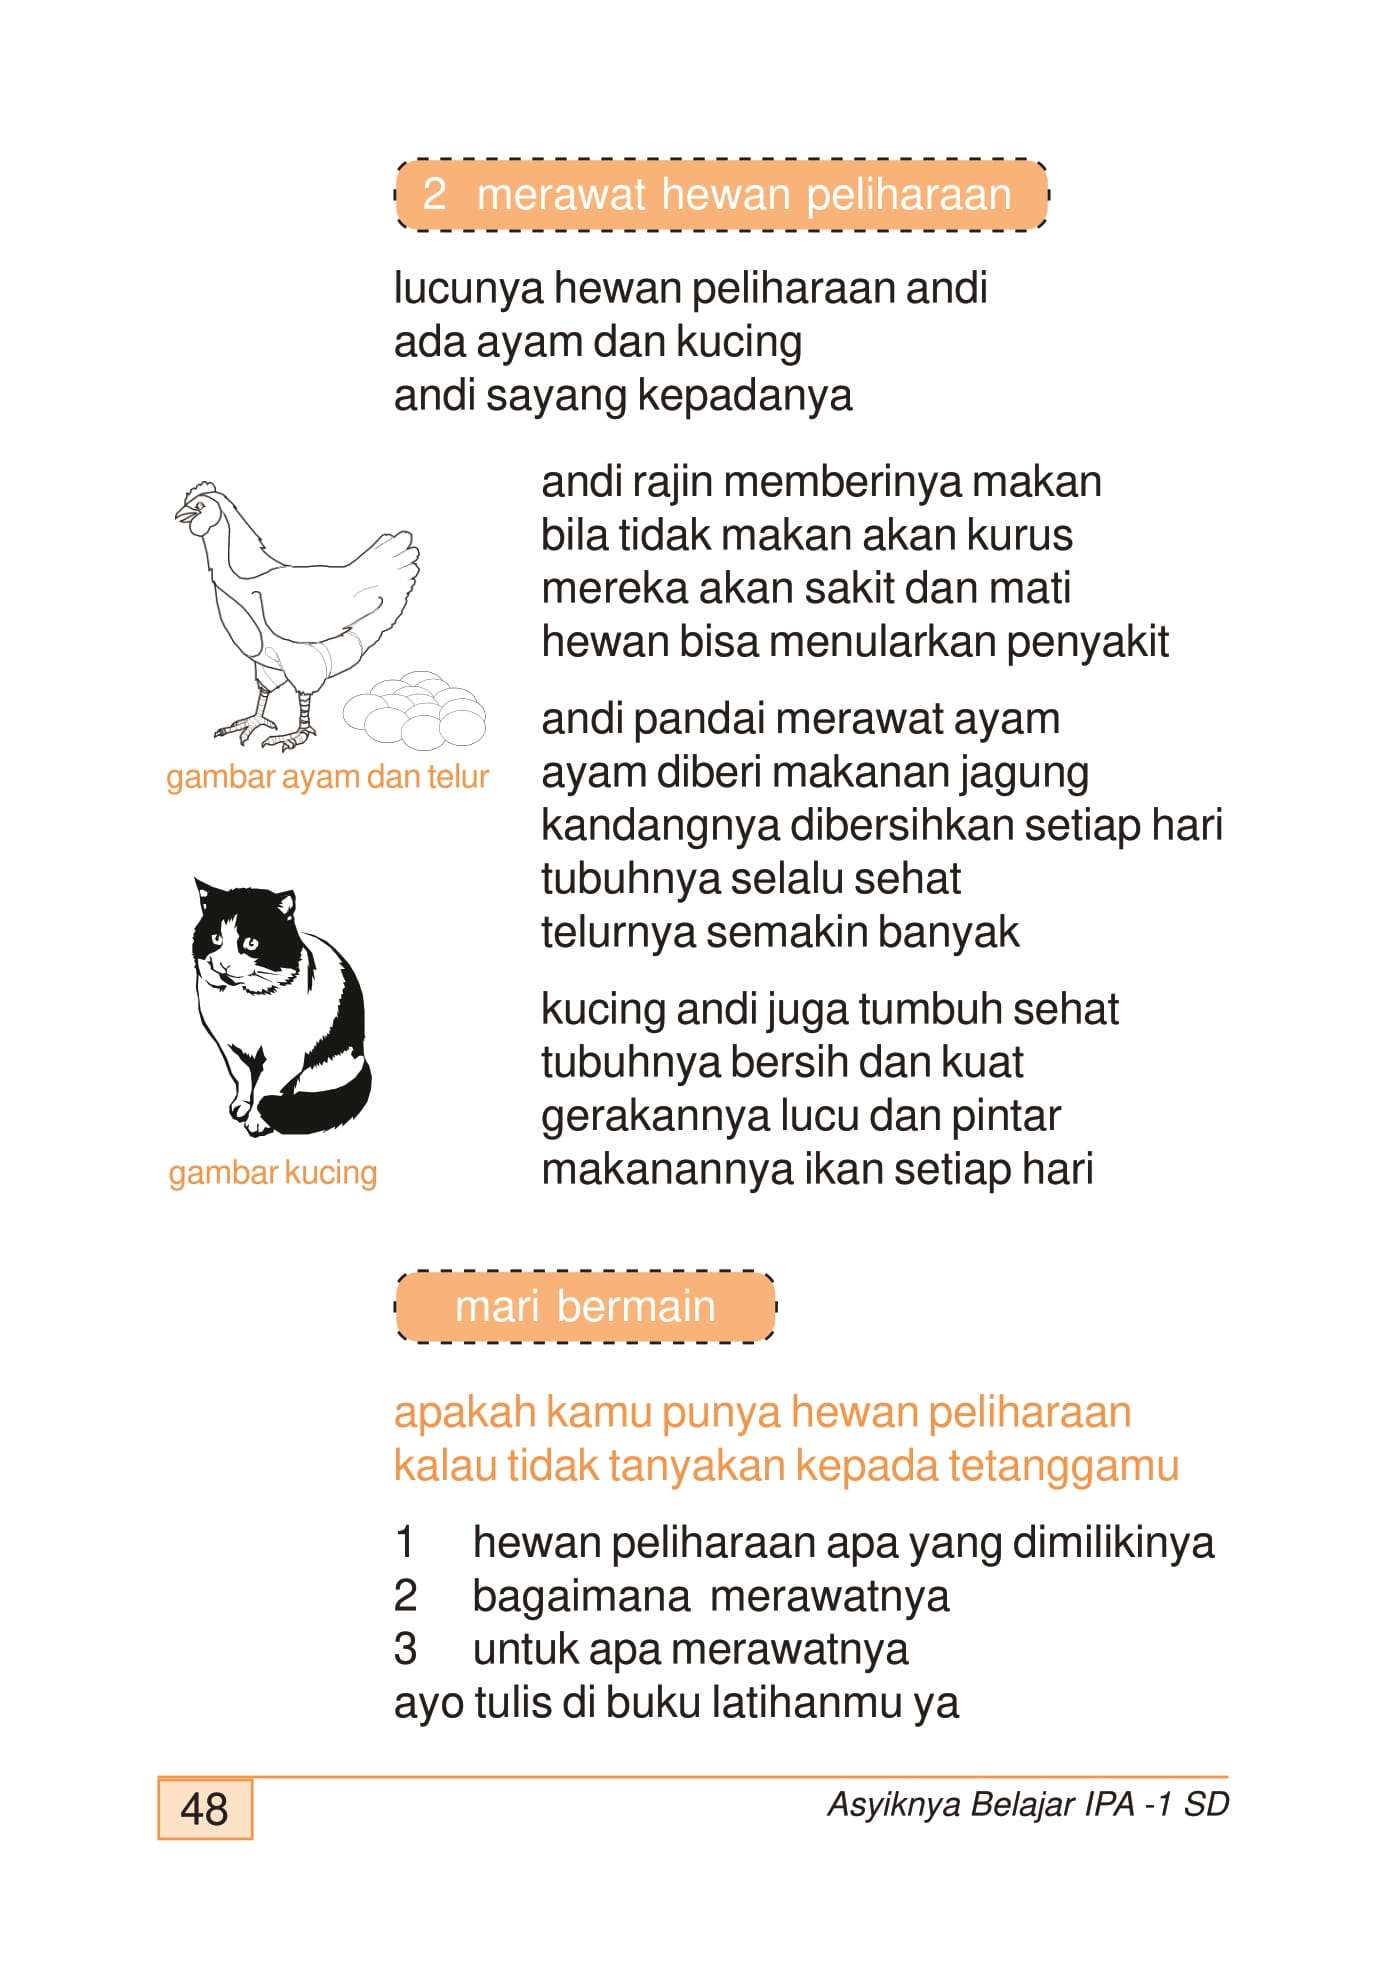 2 merawat hewan peliharaan
lucunya hewan peliharaan andi
ada ayam dan kucing
andi sayang kepadanya
andi rajin memberinya makan
bila tidak makan akan kurus
mereka akan sakit dan mati
hewan bisa menularkan penyakit
gambar ayam dan telur
andi pandai merawat ayam
ayam diberi makanan jagung
kandangnya dibersihkan setiap hari
tubuhnya selalu sehat
telurnya semakin banyak
kucing andi juga tumbuh sehat
tubuhnya bersih dan kuat
gerakannya lucu dan pintar
makanannya ikan setiap hari
gambar kucing
mari bermain
apakah kamu punya hewan peliharaan
kalau tidak tanyakan kepada tetanggamu
1 hewan peliharaan apa yang dimilikinya
2 bagaimana merawatnya
3 untuk apa merawatnya
ayo tulis di buku latihanmu ya
48
Asyiknya Belajar IPA -1 SD